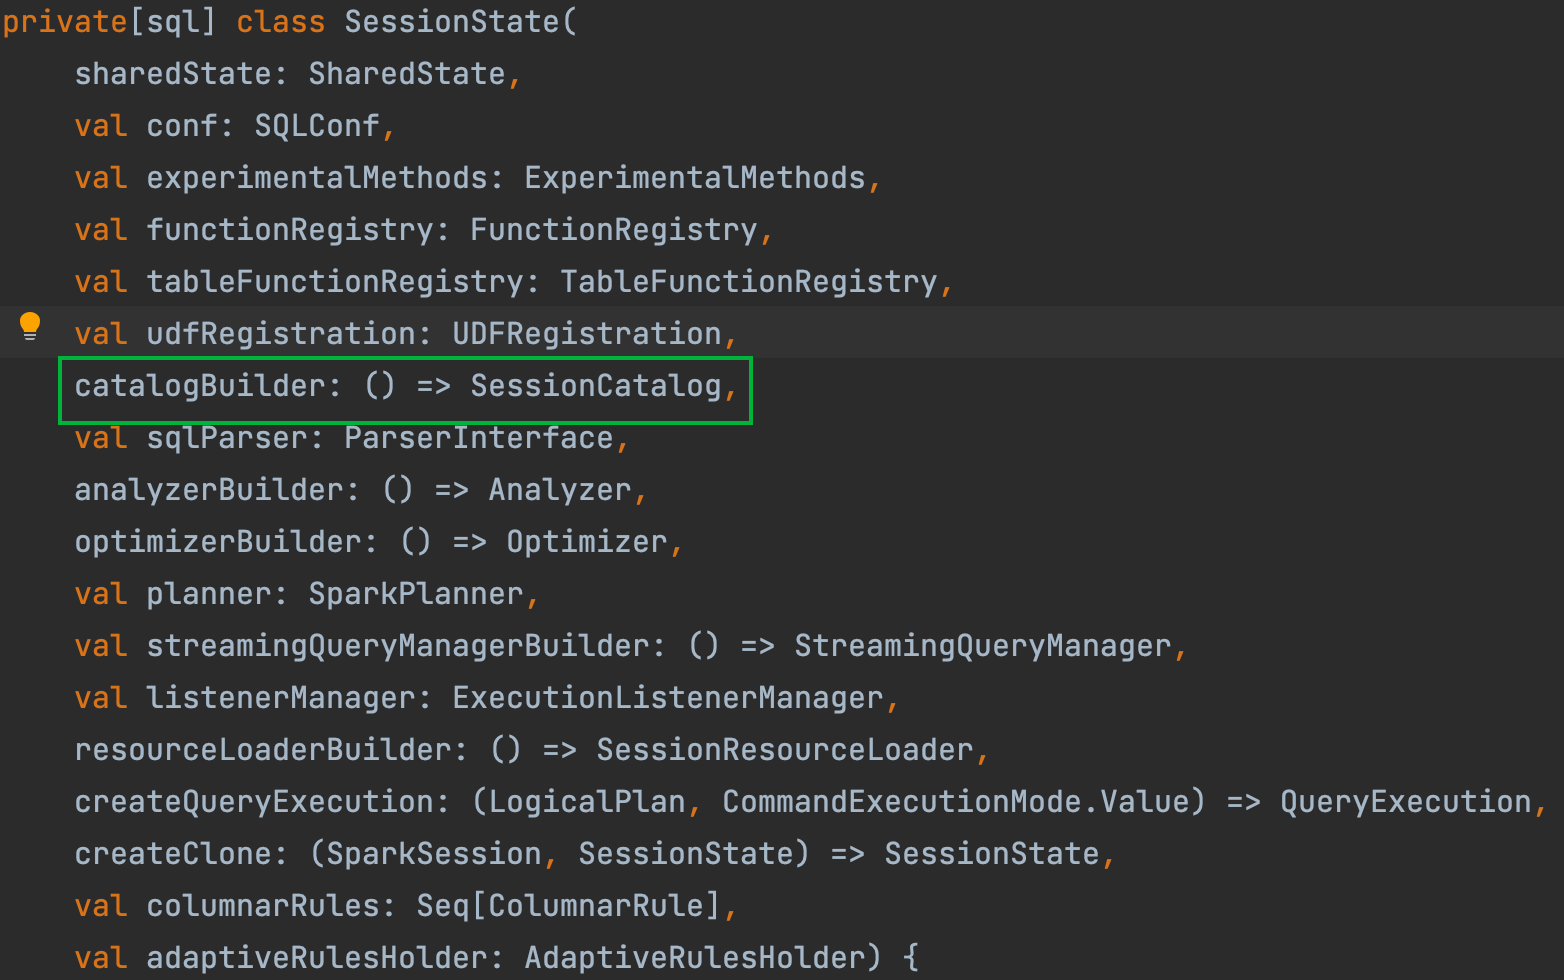 private[sql] class SessionState(
    sharedState: SharedState,
    val conf: SQLConf,
    val experimentalMethods: ExperimentalMethods,
    val functionRegistry: FunctionRegistry,
    val tableFunctionRegistry: TableFunctionRegistry,
    val udfRegistration: UDFRegistration,
    catalogBuilder: () => SessionCatalog,
    val sqlParser: ParserInterface,
    analyzerBuilder: () => Analyzer,
    optimizerBuilder: () => Optimizer,
    val planner: SparkPlanner,
    val streamingQueryManagerBuilder: () => StreamingQueryManager,
    val listenerManager: ExecutionListenerManager,
    resourceLoaderBuilder: () => SessionResourceLoader,
    createQueryExecution: (LogicalPlan, CommandExecutionMode.Value) => QueryExecution,
    createClone: (SparkSession, SessionState) => SessionState,
    val columnarRules: Seq[ColumnarRule],
    val adaptiveRulesHolder: AdaptiveRulesHolder) {